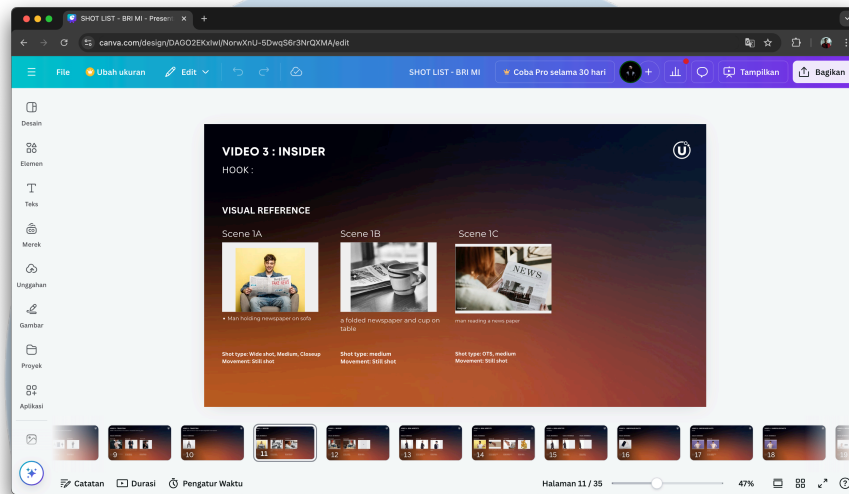 SHOT LIST - BRI MI - Present
canva.com/design/DAGO2EKxIwI/NorwXnU-5DwqS6r3NrQXMA/edit
File
Ubah ukuran
Edit
SHOT LIST - BRI MI
Coba Pro selama 30 hari
Tampilkan
Bagikan
Desain
Elemen
Teks
Merek
Unggahan
Gambar
Proyek
Aplikasi
VIDEO 3 : INSIDER
HOOK :
VISUAL REFERENCE
Scene 1A
Scene 1B
Scene 1C
NEWS
• Man holding newspaper on sofa
a folded newspaper and cup on
table
man reading a news paper
Shot type: Wide shot, Medium, Closeup
Movement: Still shot
Shot type: medium
Movement: Still shot
Shot type: OTS, medium
Movement: Still shot
9
10
11
12
13
14
15
16
17
18
19
Catatan
Durasi
Pengatur Waktu
Halaman 11 / 35
47%